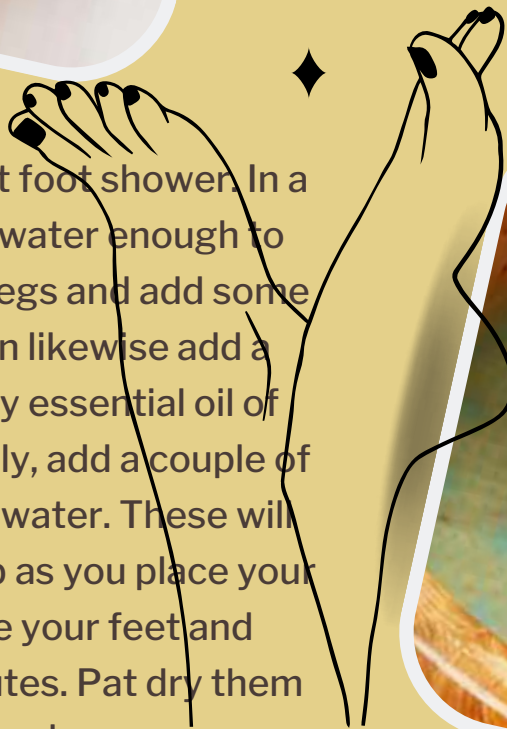 t foot shower. In a
water enough to
egs and add some
n likewise add a
y essential oil of
ly, add a couple of
water. These will
as you place your
e your feet and
utes. Pat dry them